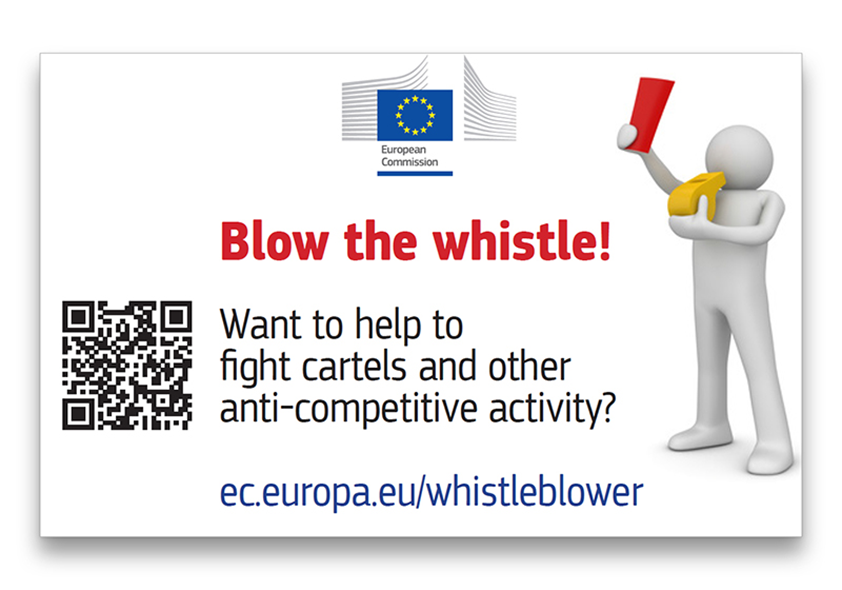 European
Commission
Blow the whistle!
Want to help to
fight cartels and other
anti-competitive activity?
ec.europa.eu/whistleblower